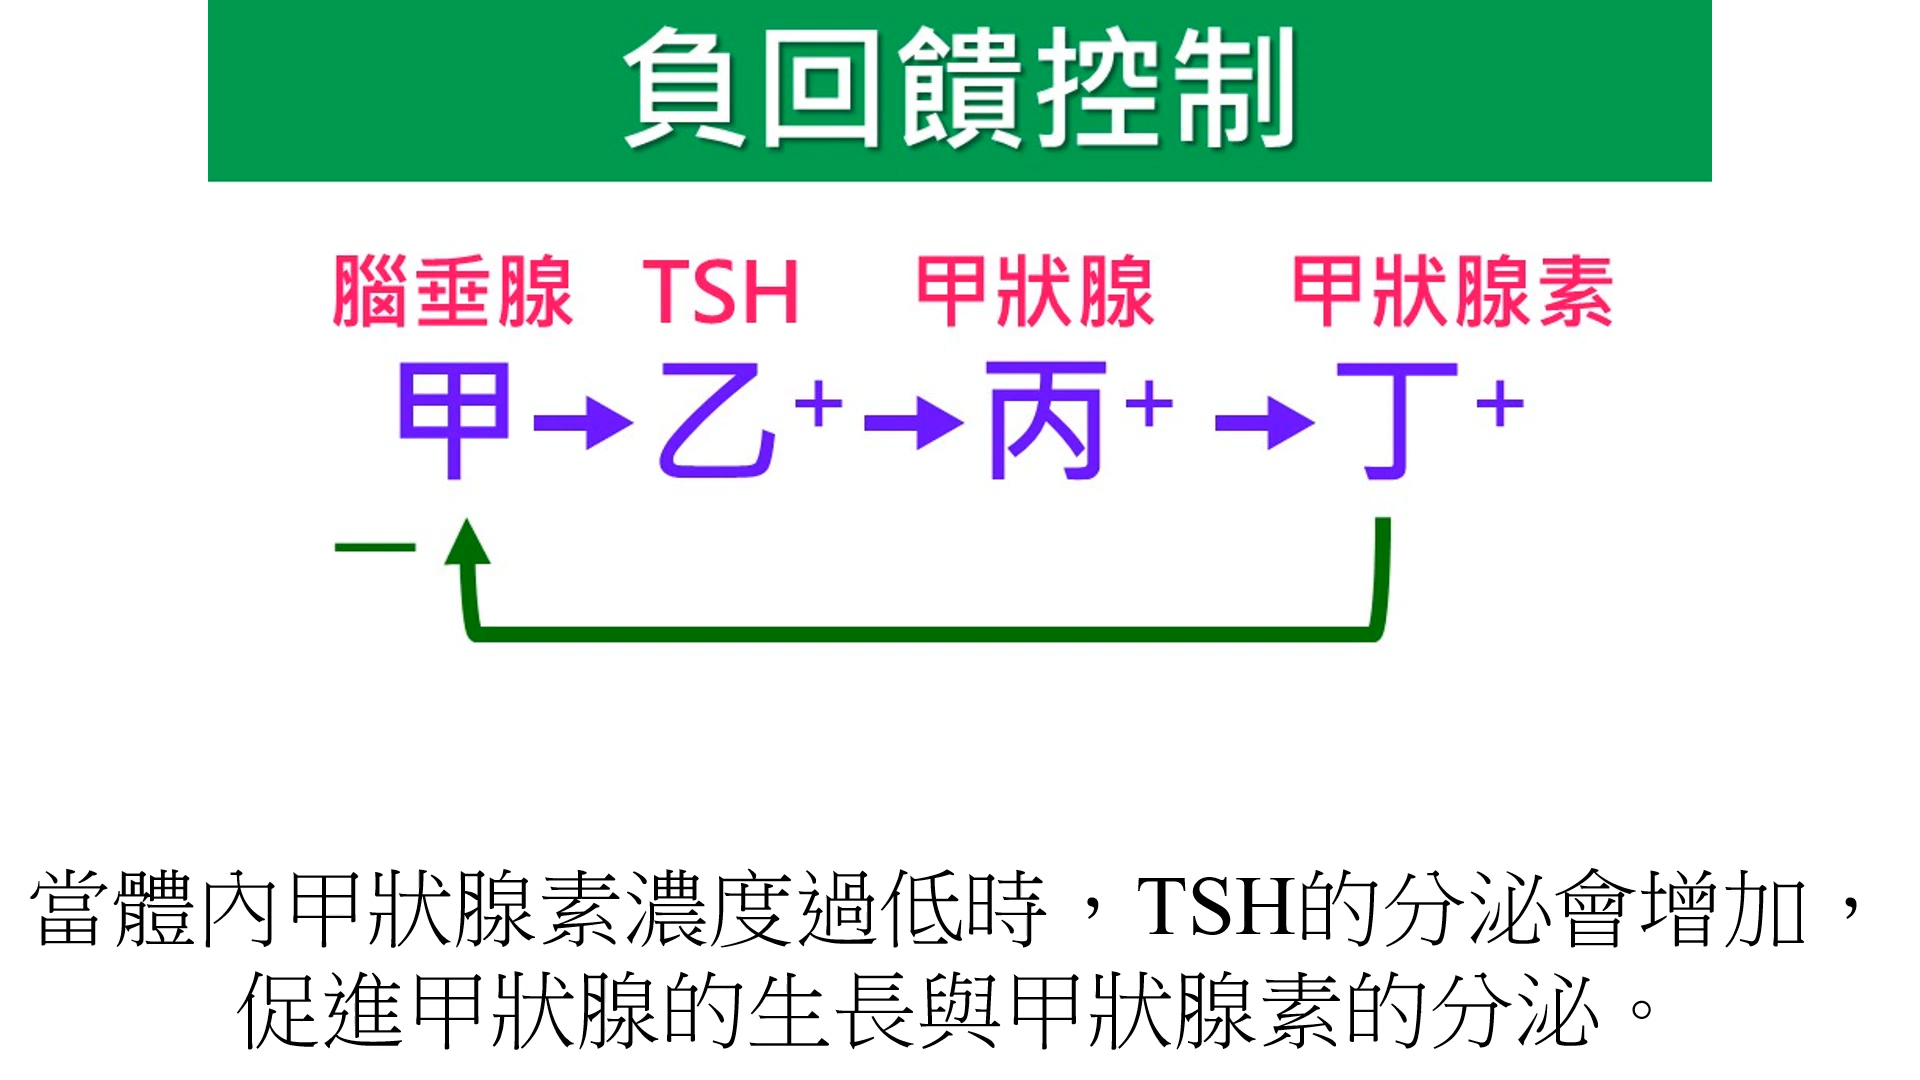 負回饋控制
腦垂腺 TSH 甲狀腺 甲狀腺素
甲→乙+→丙+→丁+
—
當體內甲狀腺素濃度過低時，TSH的分泌會增加，
促進甲狀腺的生長與甲狀腺素的分泌。